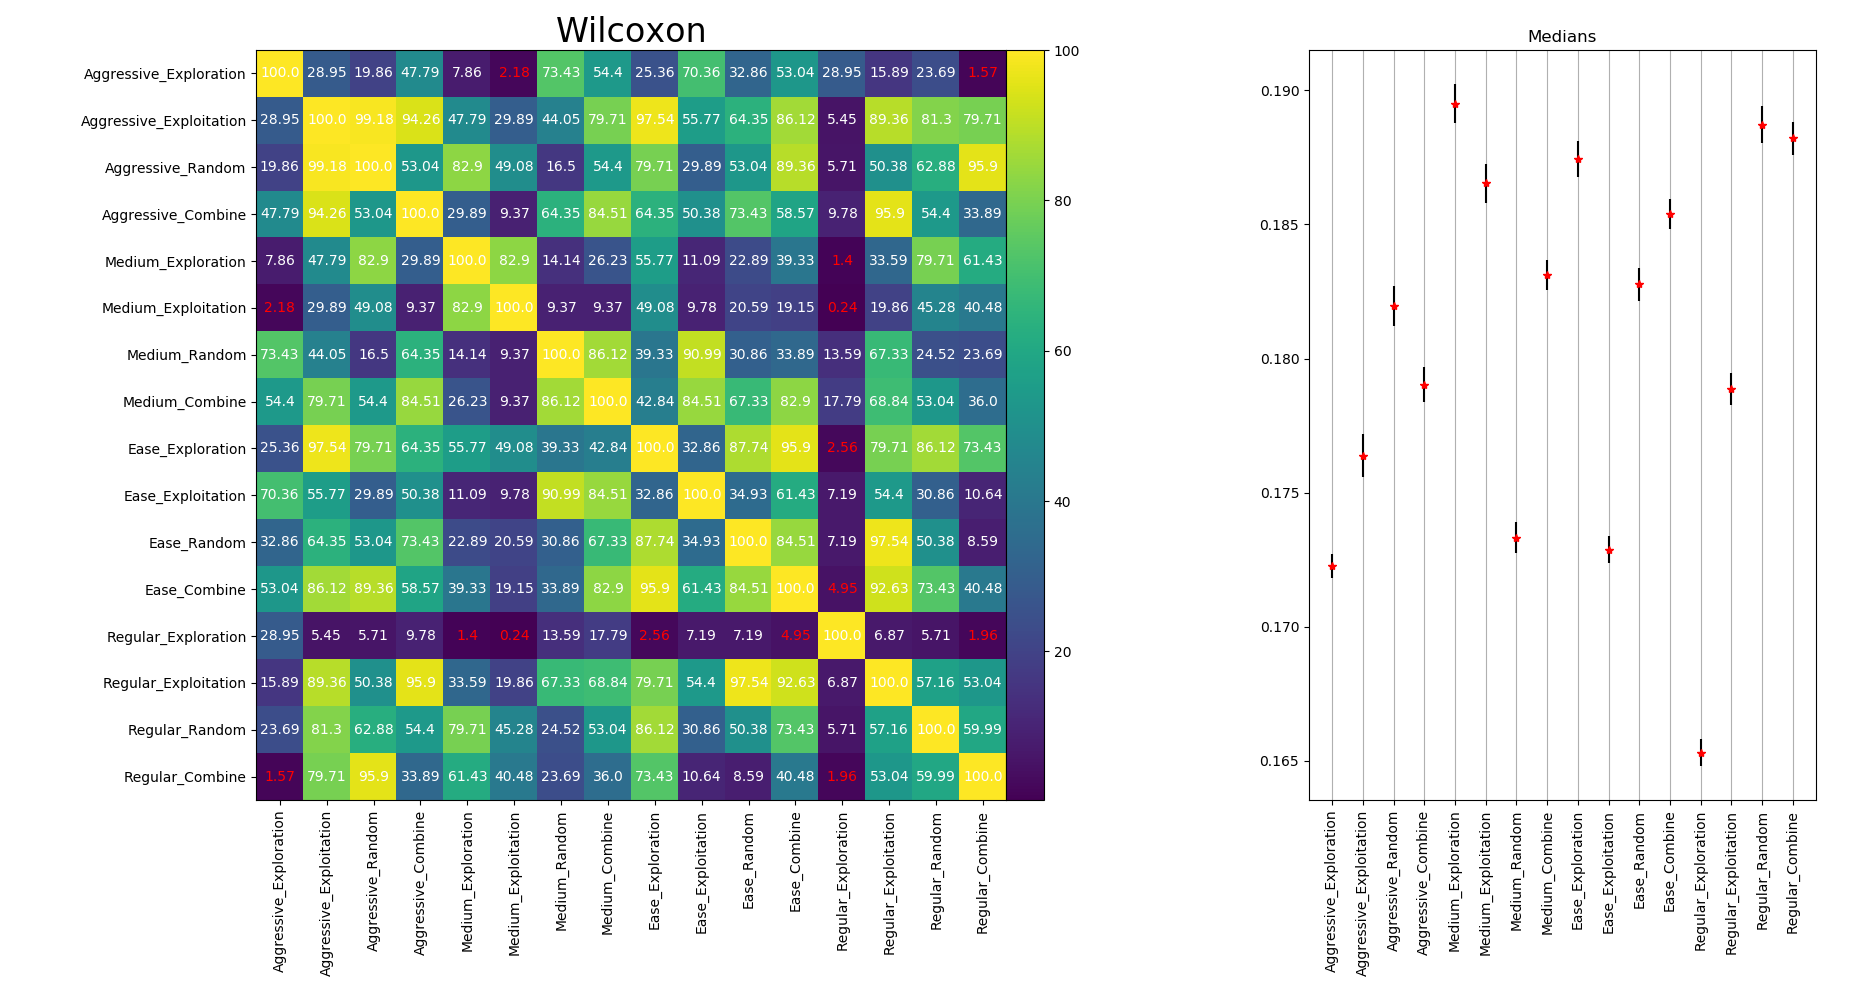 Wilcoxon
Aggressive_Exploration 100.0 28.95 19.86 47.79 7.86 2.18 73.43 54.4 25.36 70.36 32.86 53.04 28.95 15.89 23.69 1.57
Aggressive_Exploitation 28.95 100.0 99.18 94.26 47.79 29.89 44.05 79.71 97.54 55.77 64.35 86.12 5.45 89.36 81.3 79.71
Aggressive_Random 19.86 99.18 100.0 53.04 82.9 49.08 16.5 54.4 79.71 29.89 53.04 89.36 5.71 50.38 62.88 95.9
Aggressive_Combine 47.79 94.26 53.04 100.0 29.89 9.37 64.35 84.51 64.35 50.38 73.43 58.57 9.78 95.9 54.4 33.89
Medium_Exploration 7.86 47.79 82.9 29.89 100.0 82.9 14.14 26.23 55.77 11.09 22.89 39.33 1.4 33.59 79.71 61.43
Medium_Exploitation 2.18 29.89 49.08 9.37 82.9 100.0 9.37 9.37 49.08 9.78 20.59 19.15 0.24 19.86 45.28 40.48
Medium_Random 73.43 44.05 16.5 64.35 14.14 9.37 100.0 86.12 39.33 90.99 30.86 33.89 13.59 67.33 24.52 23.69
Medium_Combine 54.4 79.71 54.4 84.51 26.23 9.37 86.12 100.0 42.84 84.51 67.33 82.9 17.79 68.84 53.04 36.0
Ease_Exploration 25.36 97.54 79.71 64.35 55.77 49.08 39.33 42.84 100.0 32.86 87.74 95.9 2.56 79.71 86.12 73.43
Ease_Exploitation 70.36 55.77 29.89 50.38 11.09 9.78 90.99 84.51 32.86 100.0 34.93 61.43 7.19 54.4 30.86 10.64
Ease_Random 32.86 64.35 53.04 73.43 22.89 20.59 30.86 67.33 87.74 34.93 100.0 84.51 7.19 97.54 50.38 8.59
Ease_Combine 53.04 86.12 89.36 58.57 39.33 19.15 33.89 82.9 95.9 61.43 84.51 100.0 4.95 92.63 73.43 40.48
Regular_Exploration 28.95 5.45 5.71 9.78 1.4 0.24 13.59 17.79 2.56 7.19 7.19 4.95 100.0 6.87 5.71 1.96
Regular_Exploitation 15.89 89.36 50.38 95.9 33.59 19.86 67.33 68.84 79.71 54.4 97.54 92.63 6.87 100.0 57.16 53.04
Regular_Random 23.69 81.3 62.88 54.4 79.71 45.28 24.52 53.04 86.12 30.86 50.38 73.43 5.71 57.16 100.0 59.99
Regular_Combine 1.57 79.71 95.9 33.89 61.43 40.48 23.69 36.0 73.43 10.64 8.59 40.48 1.96 53.04 59.99 100.0
Aggressive_Exploration
Aggressive_Exploitation
Aggressive_Random
Aggressive_Combine
Medium_Exploration
Medium_Exploitation
Medium_Random
Medium_Combine
Ease_Exploration
Ease_Exploitation
Ease_Random
Ease_Combine
Regular_Exploration
Regular_Exploitation
Regular_Random
Regular_Combine
100
80
60
40
20
Medians
0.190
0.185
0.180
0.175
0.170
0.165
Aggressive_Exploration
Aggressive_Exploitation
Aggressive_Random
Aggressive_Combine
Medium_Exploration
Medium_Exploitation
Medium_Random
Medium_Combine
Ease_Exploration
Ease_Exploitation
Ease_Random
Ease_Combine
Regular_Exploration
Regular_Exploitation
Regular_Random
Regular_Combine